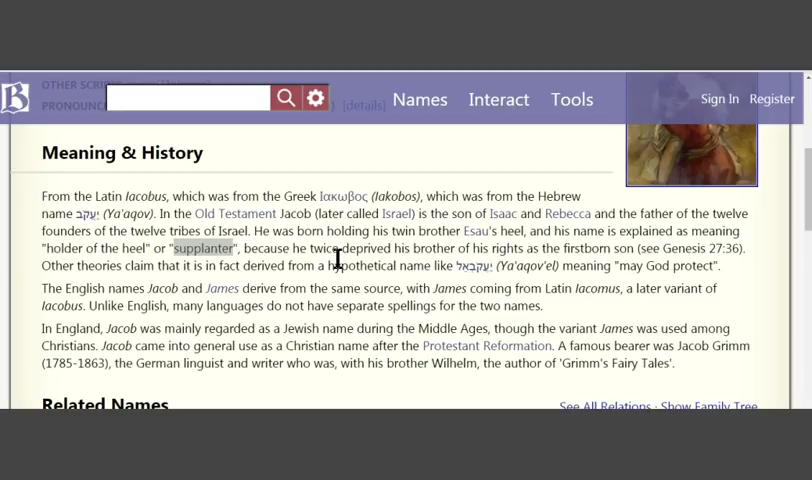 B
Names
Interact
Tools
Sign In
Register
OTHER SCRIP
PRONOUNC
) [details]
Meaning & History
From the Latin Iacobus, which was from the Greek Ιακωβος (Iakobos), which was from the Hebrew
name יַעֲקֹב (Ya'aqov). In the Old Testament Jacob (later called Israel) is the son of Isaac and Rebecca and the father of the twelve
founders of the twelve tribes of Israel. He was born holding his twin brother Esau's heel, and his name is explained as meaning
"holder of the heel" or "supplanter", because he twice deprived his brother of his rights as the firstborn son (see Genesis 27:36).
Other theories claim that it is in fact derived from a hypothetical name like יַעֲקֹבְאֵל (Ya'aqov'el) meaning "may God protect".
The English names Jacob and James derive from the same source, with James coming from Latin Iacomus, a later variant of
Iacobus. Unlike English, many languages do not have separate spellings for the two names.
In England, Jacob was mainly regarded as a Jewish name during the Middle Ages, though the variant James was used among
Christians. Jacob came into general use as a Christian name after the Protestant Reformation. A famous bearer was Jacob Grimm
(1785-1863), the German linguist and writer who was, with his brother Wilhelm, the author of 'Grimm's Fairy Tales'.
Related Names
See All Relations · Show Family Tree